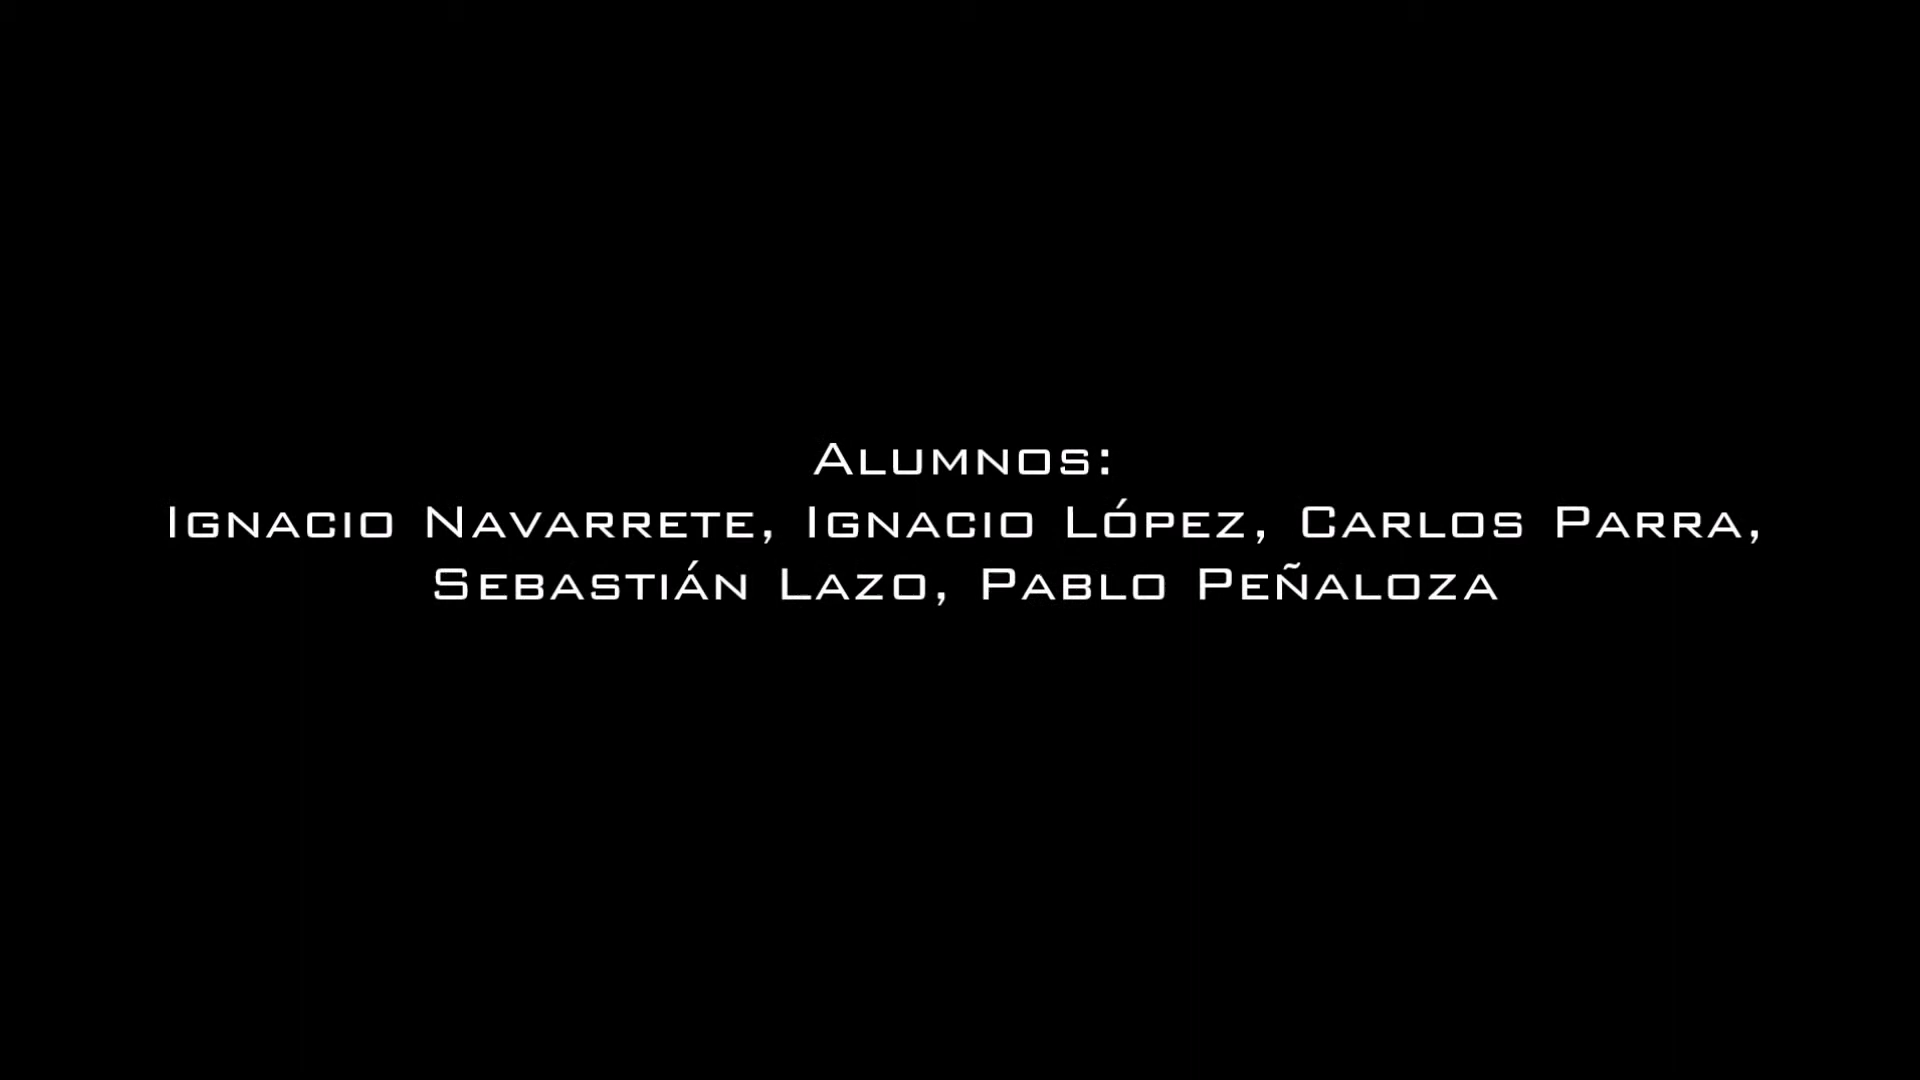 Alumnos:
Ignacio Navarrete, Ignacio López, Carlos Parra,
Sebastián Lazo, Pablo Peñaloza